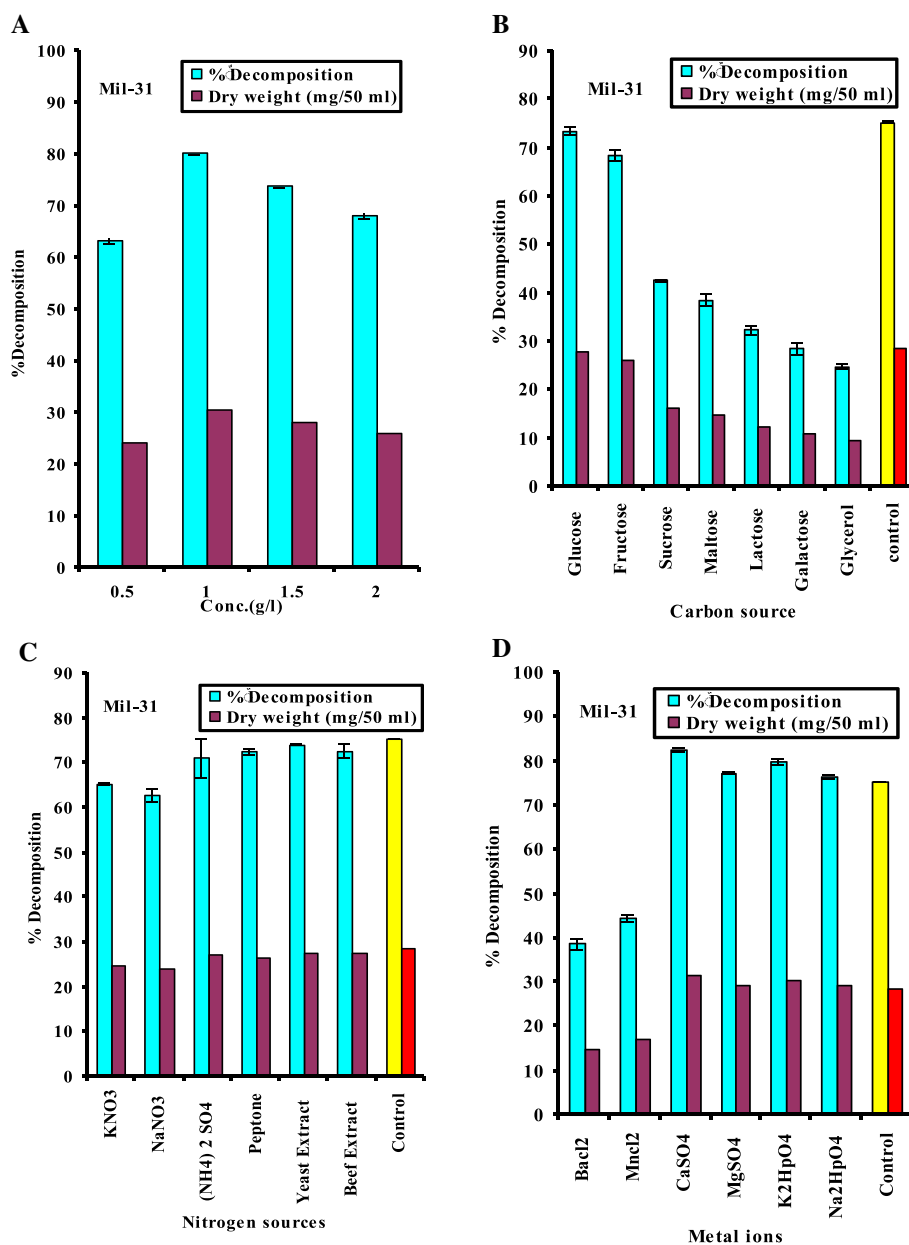 A
100
90
80
70
60
50
40
30
20
10
0
%Decomposition
Mil-31
% Decomposition
Dry weight (mg/50 ml)
0.5 1 1.5 2
Conc.(g/l)
B
90
80
70
60
50
40
30
20
10
0
% Decomposition
Mil-31
% Decomposition
Dry weight (mg/50 ml)
Glucose
Fructose
Sucrose
Maltose
Lactose
Galactose
Glycerol
control
Carbon source
C
90
80
70
60
50
40
30
20
10
0
% Decomposition
Mil-31
% Decomposition
Dry weight (mg/50 ml)
KNO3
NaNO3
(NH4) 2 SO4
Peptone
Yeast Extract
Beef Extract
Control
Nitrogen sources
D
100
90
80
70
60
50
40
30
20
10
0
% Decomposition
Mil-31
% Decomposition
Dry weight (mg/50 ml)
Bacl2
Mncl2
CaSO4
MgSO4
K2HpO4
Na2HpO4
Control
Metal ions